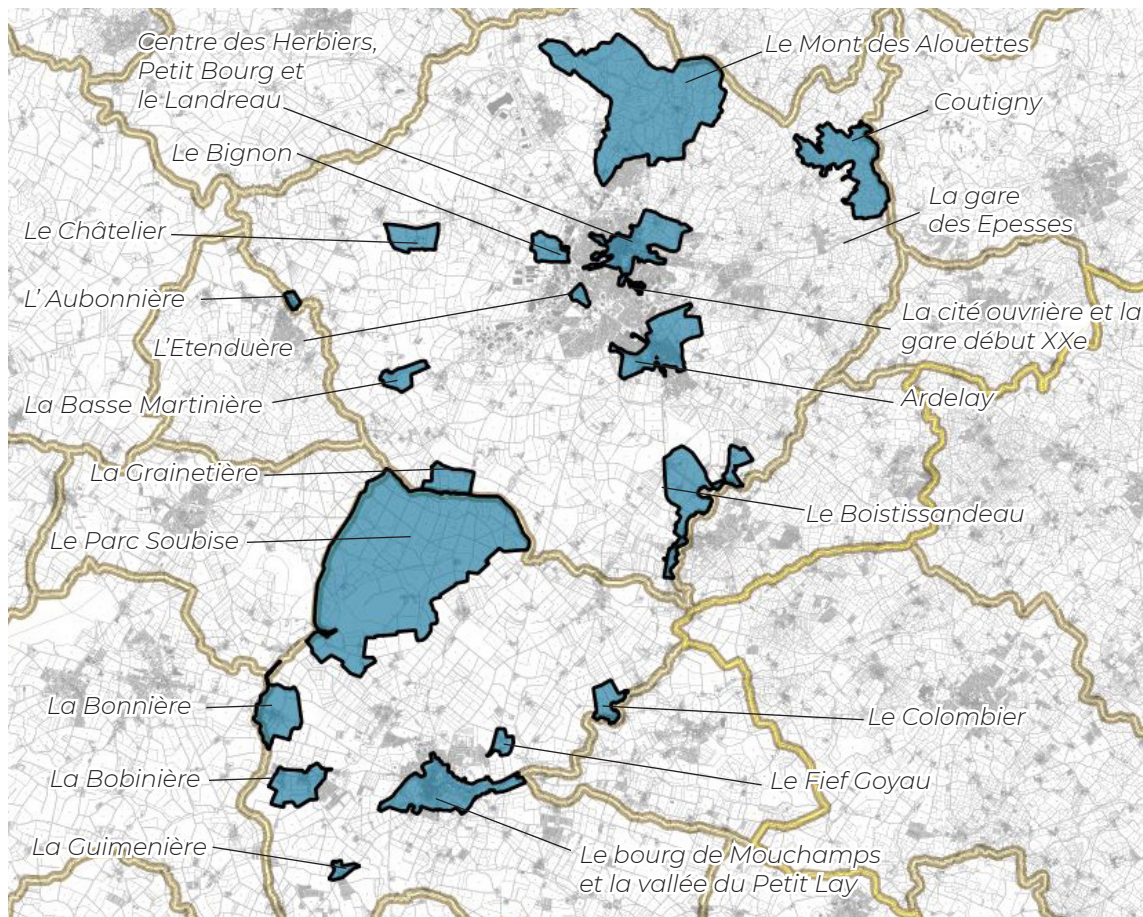 Centre des Herbiers,
Petit Bourg et
le Landreau
Le Mont des Alouettes
Coutigny
Le Bignon
La gare
des Epesses
Le Châtelier
L' Aubonnière
La cité ouvrière et la
gare début XXe
L'Etenduère
La Basse Martinière
Ardelay
La Grainetière
Le Boistissandeau
Le Parc Soubise
La Bonnière
Le Colombier
La Bobinière
Le Fief Goyau
La Guimenière
Le bourg de Mouchamps
et la vallée du Petit Lay